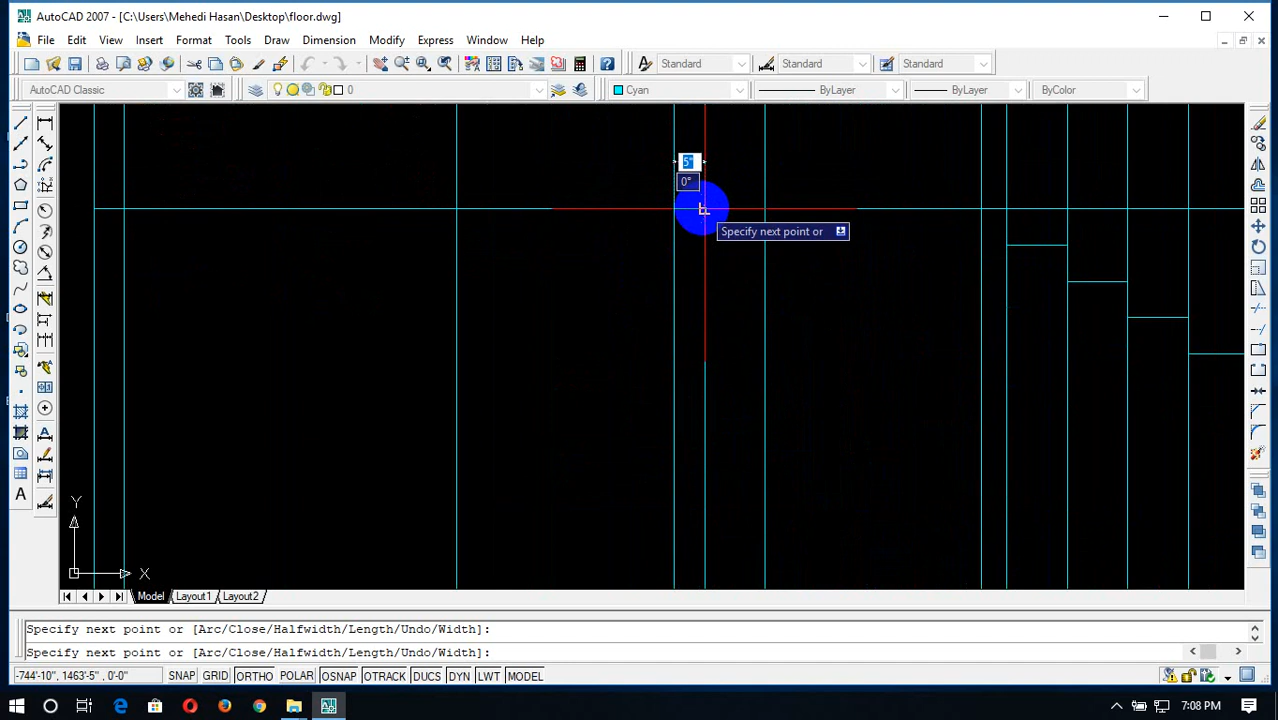 AutoCAD 2007 - [C:\Users\Mehedi Hasan\Desktop\floor.dwg]
File Edit View Insert Format Tools Draw Dimension Modify Express Window Help
Standard Standard Standard
AutoCAD Classic 0 Cyan ByLayer ByLayer ByColor
5"
0°
Specify next point or
Y
X
Model Layout1 Layout2
Specify next point or [Arc/Close/Halfwidth/Length/Undo/Width]:
Specify next point or [Arc/Close/Halfwidth/Length/Undo/Width]:
-744'-10", 1463'-5" , 0'-0" SNAP GRID ORTHO POLAR OSNAP OTRACK DUCS DYN LWT MODEL
7:08 PM